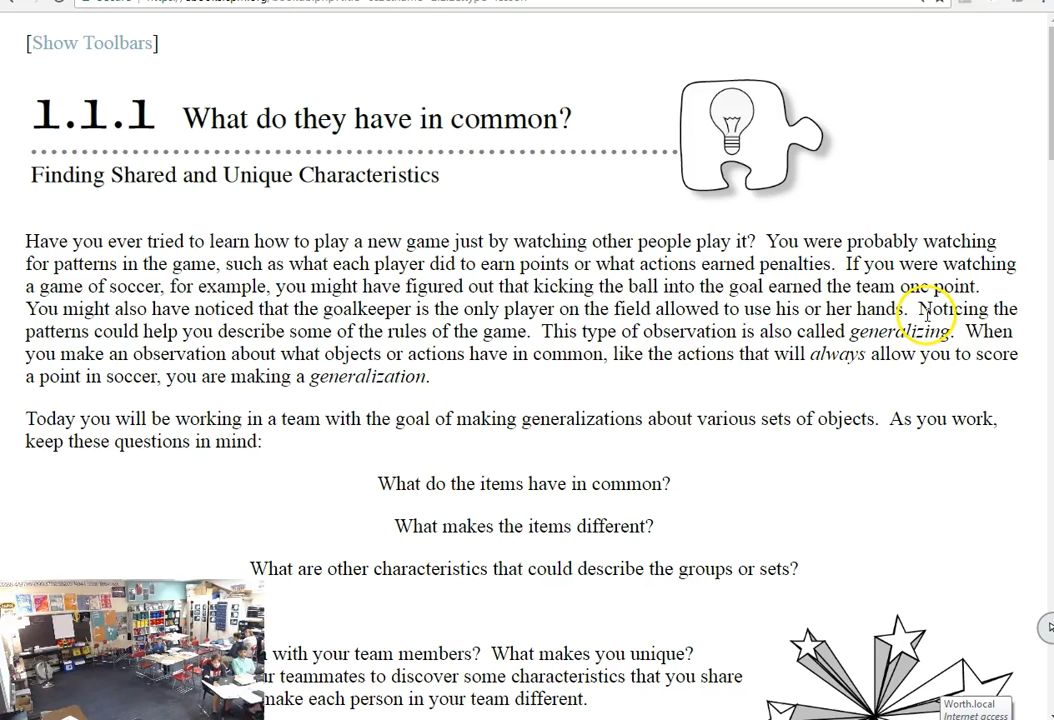 [Show Toolbars]
1.1.1 What do they have in common?
Finding Shared and Unique Characteristics
Have you ever tried to learn how to play a new game just by watching other people play it? You were probably watching
for patterns in the game, such as what each player did to earn points or what actions earned penalties. If you were watching
a game of soccer, for example, you might have figured out that kicking the ball into the goal earned the team one point.
You might also have noticed that the goalkeeper is the only player on the field allowed to use his or her hands. Noticing the
patterns could help you describe some of the rules of the game. This type of observation is also called generalizing. When
you make an observation about what objects or actions have in common, like the actions that will always allow you to score
a point in soccer, you are making a generalization.
Today you will be working in a team with the goal of making generalizations about various sets of objects. As you work,
keep these questions in mind:
What do the items have in common?
What makes the items different?
What are other characteristics that could describe the groups or sets?
with your team members? What makes you unique?
teammates to discover some characteristics that you share
make each person in your team different.
Worth.local
Internet access